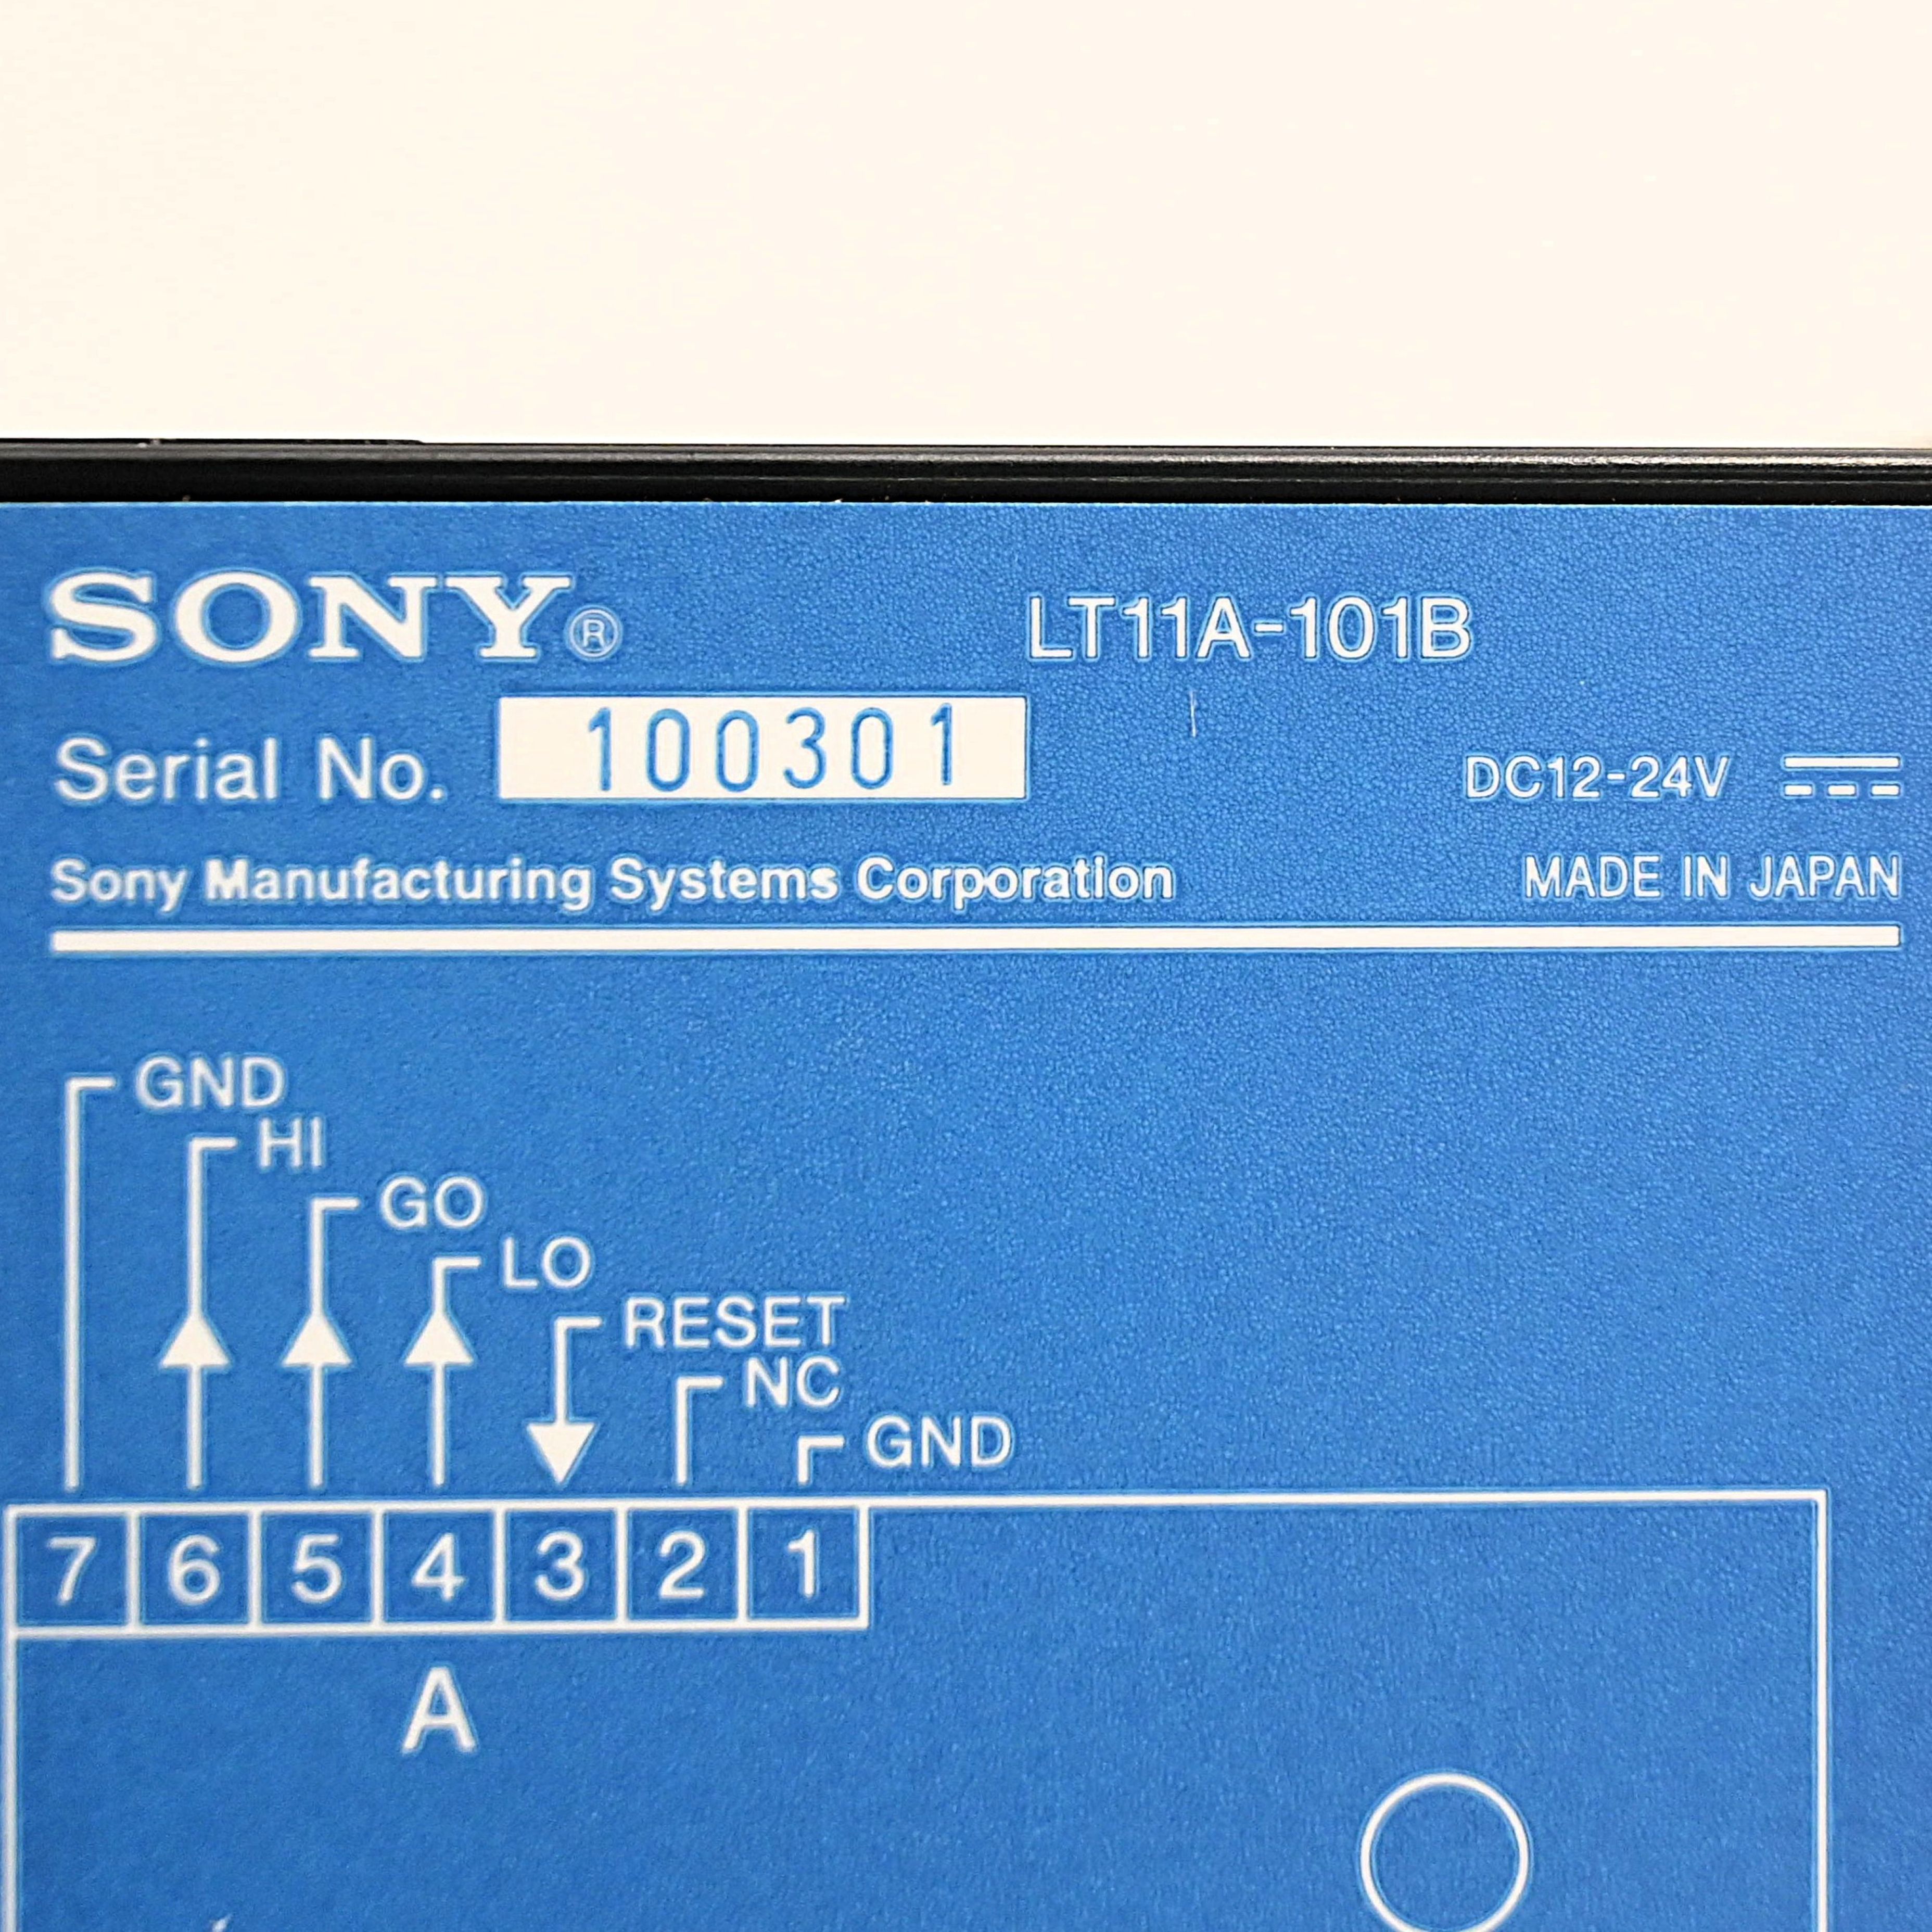 SONY® LT11A-101B
Serial No. 100301 DC12-24V
Sony Manufacturing Systems Corporation MADE IN JAPAN
GND
HI
GO
LO
RESET
NC
GND
7 6 5 4 3 2 1
A